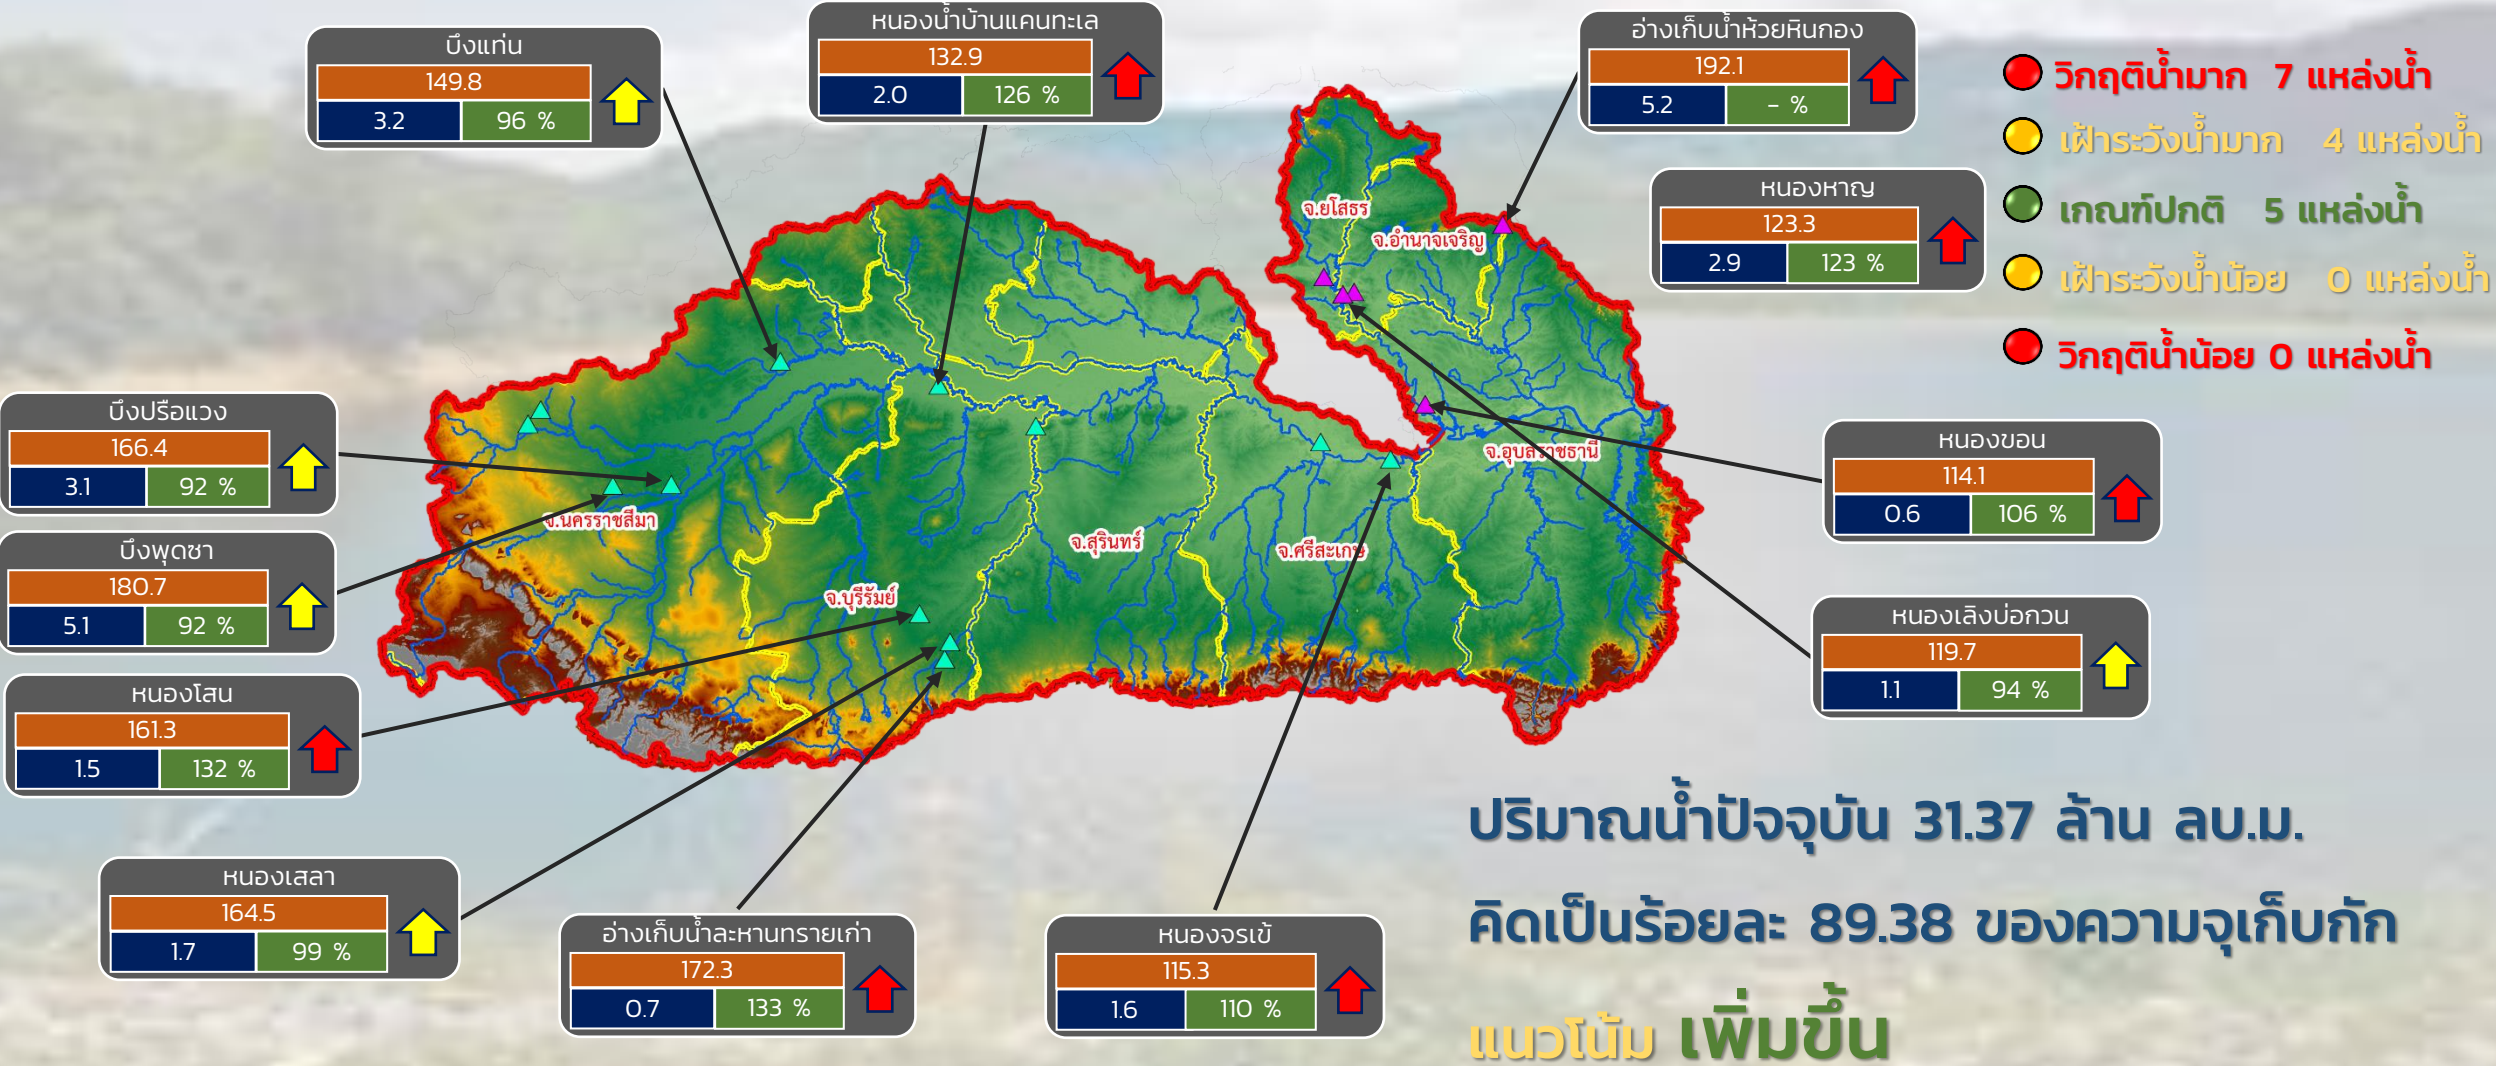 บึงแท่น
149.8
3.2 96 %
หนองน้ำบ้านแคนทะเล
132.9
2.0 126 %
อ่างเก็บน้ำห้วยหินกอง
192.1
5.2 - %
วิกฤติน้ำมาก 7 แหล่งน้ำ
เฝ้าระวังน้ำมาก 4 แหล่งน้ำ
เกณฑ์ปกติ 5 แหล่งน้ำ
เฝ้าระวังน้ำน้อย 0 แหล่งน้ำ
วิกฤติน้ำน้อย 0 แหล่งน้ำ
หนองหาญ
123.3
2.9 123 %
จ.ยโสธร
จ.อำนาจเจริญ
บึงปรือแวง
166.4
3.1 92 %
หนองขอน
114.1
0.6 106 %
จ.อุบลราชธานี
จ.นครราชสีมา
จ.สุรินทร์
จ.ศรีสะเกษ
จ.บุรีรัมย์
บึงพุดซา
180.7
5.1 92 %
หนองเลิงบ่อกวน
119.7
1.1 94 %
หนองโสน
161.3
1.5 132 %
หนองเสลา
164.5
1.7 99 %
อ่างเก็บน้ำละหานทรายเก่า
172.3
0.7 133 %
หนองจรเข้
115.3
1.6 110 %
ปริมาณน้ำปัจจุบัน 31.37 ล้าน ลบ.ม.
คิดเป็นร้อยละ 89.38 ของความจุเก็บกัก
แนวโน้ม เพิ่มขึ้น